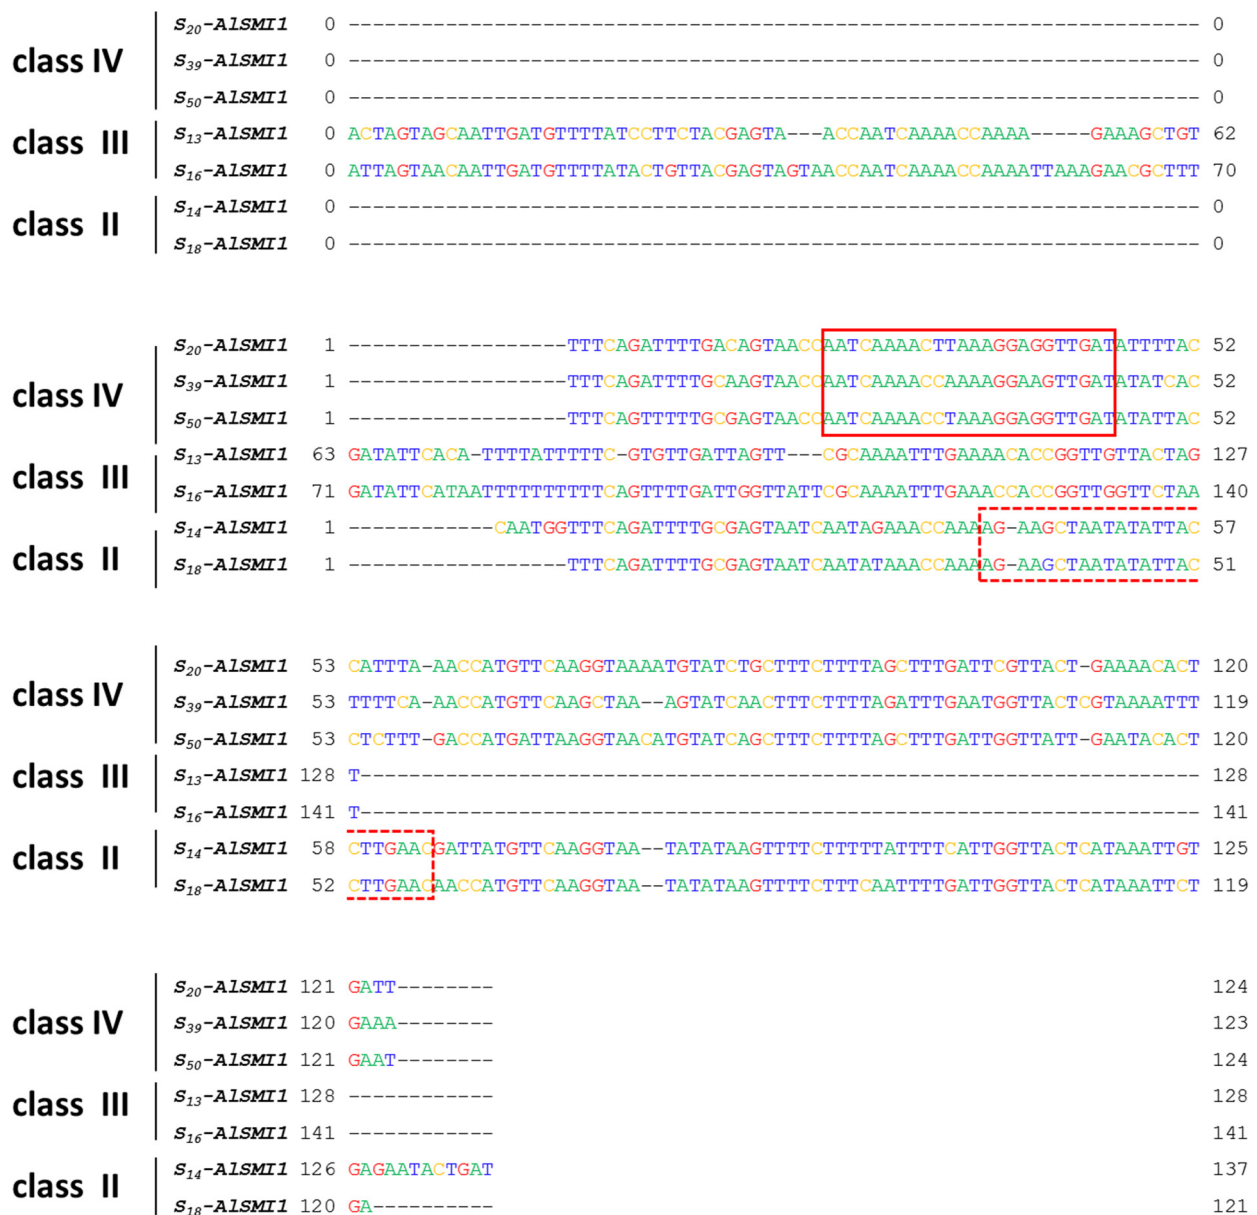 S20-AlSMI1 0 ---------------------------------------------------------------------- 0
class IV S39-AlSMI1 0 ---------------------------------------------------------------------- 0
S50-AlSMI1 0 ---------------------------------------------------------------------- 0
class III S13-AlSMI1 0 ACTAGTAGCAATTGATGTTTTATCCTTCTACGAGTA---ACCAATCAAAACCAAAA-----GAAAGCTGT 62
S16-AlSMI1 0 ATTAGTAACAATTGATGTTTTATACTGTTACGAGTAGTAACCAATCAAAACCAAAATTAAAGAACGCTTT 70
class II S14-AlSMI1 0 ---------------------------------------------------------------------- 0
S18-AlSMI1 0 ---------------------------------------------------------------------- 0
S20-AlSMI1 1 ------------------TTTCAGATTTTGACAGTAACCAATCAAAACTTAAAGGAGGTTGATATTTTAC 52
class IV S39-AlSMI1 1 ------------------TTTCAGATTTTGCAAGTAACCAATCAAAACCAAAAGGAAGTTGATATATCAC 52
S50-AlSMI1 1 ------------------TTTCAGTTTTTGCGAGTAACCAATCAAAACCTAAAGGAGGTTGATATATTAC 52
class III S13-AlSMI1 63 GATATTCACA-TTTTATTTTTC-GTGTTGATTAGTT---CGCAAAATTTGAAAACACCGGTTGTTACTAG 127
S16-AlSMI1 71 GATATTCATAATTTTTTTTTTCAGTTTTGATTGGTTATTCGCAAAATTTGAAACCACCGGTTGGTTCTAA 140
class II S14-AlSMI1 1 ------------CAATGGTTTCAGATTTTGCGAGTAATCAATAGAAACCAAAAG-AAGCTAATATATTAC 57
S18-AlSMI1 1 ------------------TTTCAGATTTTGCGAGTAATCAATATAAACCAAAAG-AAGCTAATATATTAC 51
S20-AlSMI1 53 CATTTA-AACCATGTTCAAGGTAAAATGTATCTGCTTTCTTTTAGCTTTGATTCGTTACT-GAAAACACT 120
class IV S39-AlSMI1 53 TTTTCA-AACCATGTTCAAGCTAA--AGTATCAACTTTCTTTTAGATTTGAATGGTTACTCGTAAAATTT 119
S50-AlSMI1 53 CTCTTT-GACCATGATTAAGGTAACATGTATCAGCTTTCTTTTAGCTTTGATTGGTTATT-GAATACACT 120
class III S13-AlSMI1 128 T--------------------------------------------------------------------- 128
S16-AlSMI1 141 T--------------------------------------------------------------------- 141
class II S14-AlSMI1 58 CTTGAACGATTATGTTCAAGGTAA--TATATAAGTTTTCTTTTTATTTTCATTGGTTACTCATAAATTGT 125
S18-AlSMI1 52 CTTGAACAACCATGTTCAAGGTAA--TATATAAGTTTTCTTTCAATTTTGATTGGTTACTCATAAATTCT 119
S20-AlSMI1 121 GATT-------- 124
class IV S39-AlSMI1 120 GAAA-------- 123
S50-AlSMI1 121 GAAT-------- 124
class III S13-AlSMI1 128 ------------ 128
S16-AlSMI1 141 ------------ 141
class II S14-AlSMI1 126 GAGAATACTGAT 137
S18-AlSMI1 120 GA---------- 121